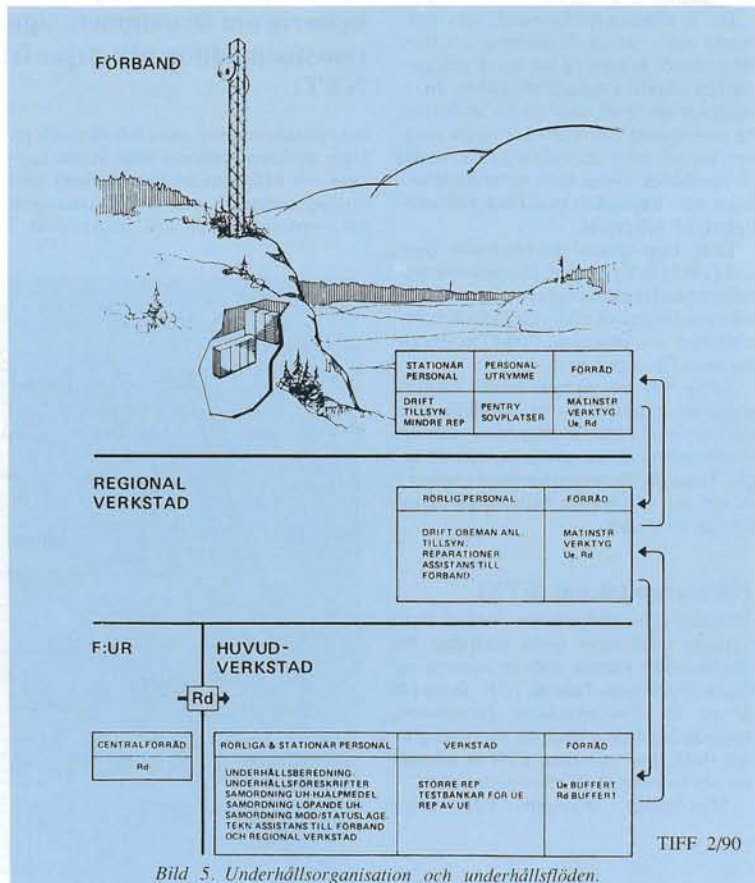 FÖRBAND
STATIONÄR PERSONAL
PERSONAL-UTRYMME
FÖRRÅD
DRIFT
TILLSYN
MINDRE REP
PENTRY
SOVPLATSER
MÄTINSTR
VERKTYG
Ue, Rd
REGIONAL
VERKSTAD
RÖRLIG PERSONAL
FÖRRÅD
DRIFT OBEMAN ANL.
TILLSYN.
REPARATIONER
ASSISTANS TILL
FÖRBAND
MÄTINSTR
VERKTYG
Ue, Rd
F:UR
HUVUD-
VERKSTAD
Rd
CENTRALFÖRRÅD
Rd
RÖRLIGA & STATIONÄR PERSONAL
VERKSTAD
FÖRRÅD
UNDERHÅLLSBEREDNING.
UNDERHÅLLSFÖRESKRIFTER
SAMORDNING UH-HJÄLPMEDEL
SAMORDNING LÖPANDE UH.
SAMORDNING MOD/STATUSLÄGE.
TEKN ASSISTANS TILL FÖRBAND
OCH REGIONAL VERKSTAD
STÖRRE REP
TESTBÄNKAR FÖR UE
REP AV UE
Ue BUFFERT
Rd BUFFERT
TIFF 2/90
Bild 5. Underhållsorganisation och underhållsflöden.